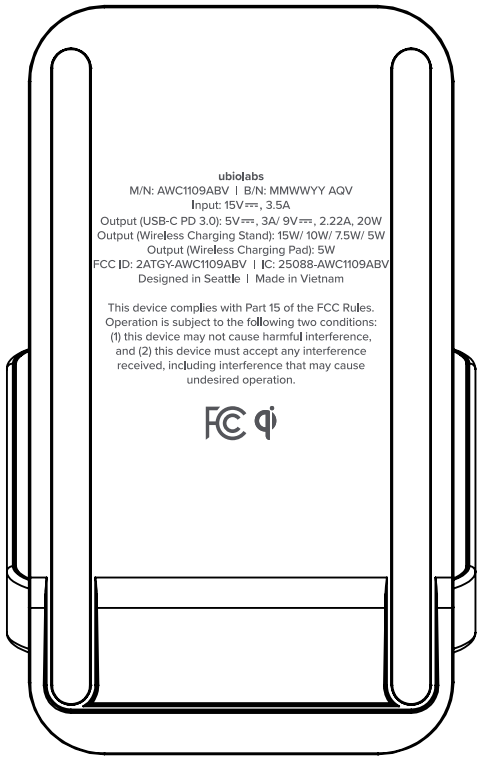 ubiolabs
M/N: AWC1109ABV | B/N: MMWWYY AQV
Input: 15V⎓, 3.5A
Output (USB-C PD 3.0): 5V⎓, 3A/ 9V⎓, 2.22A, 20W
Output (Wireless Charging Stand): 15W/ 10W/ 7.5W/ 5W
Output (Wireless Charging Pad): 5W
FCC ID: 2ATGY-AWC1109ABV | IC: 25088-AWC1109ABV
Designed in Seattle | Made in Vietnam
This device complies with Part 15 of the FCC Rules.
Operation is subject to the following two conditions:
(1) this device may not cause harmful interference,
and (2) this device must accept any interference
received, including interference that may cause
undesired operation.
FC qi